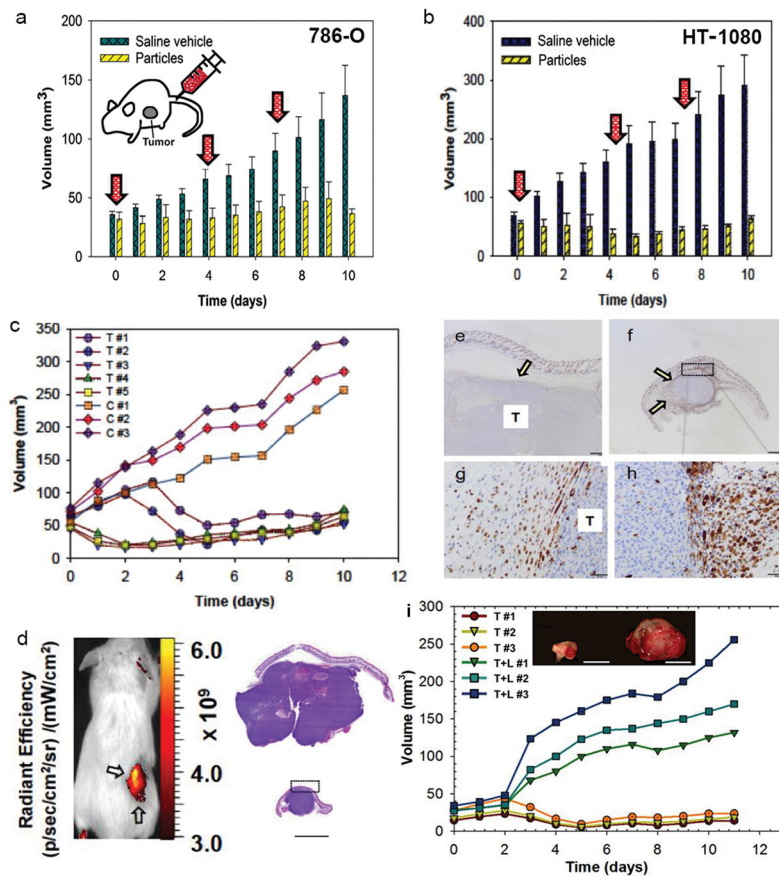 a
786-O
200
Saline vehicle
Particles
150
Volume (mm³)
100
Tumor
50
0
0 2 4 6 8 10
Time (days)
b
HT-1080
400
Saline vehicle
Particles
300
Volume (mm³)
200
100
0
0 2 4 6 8 10
Time (days)
c
350
300
250
200
150
100
50
0
Volume (mm³)
T #1
T #2
T #3
T #4
T #5
C #1
C #2
C #3
0 2 4 6 8 10 12
Time (days)
e
T
f
g
T
h
d
Radiant Efficiency
(p/sec/cm²/sr) /(mW/cm²)
6.0
5.0
4.0
3.0
x 10⁹
i
300
250
200
150
100
50
0
Volume (mm³)
T #1
T #2
T #3
T+L #1
T+L #2
T+L #3
0 2 4 6 8 10 12
Time (days)